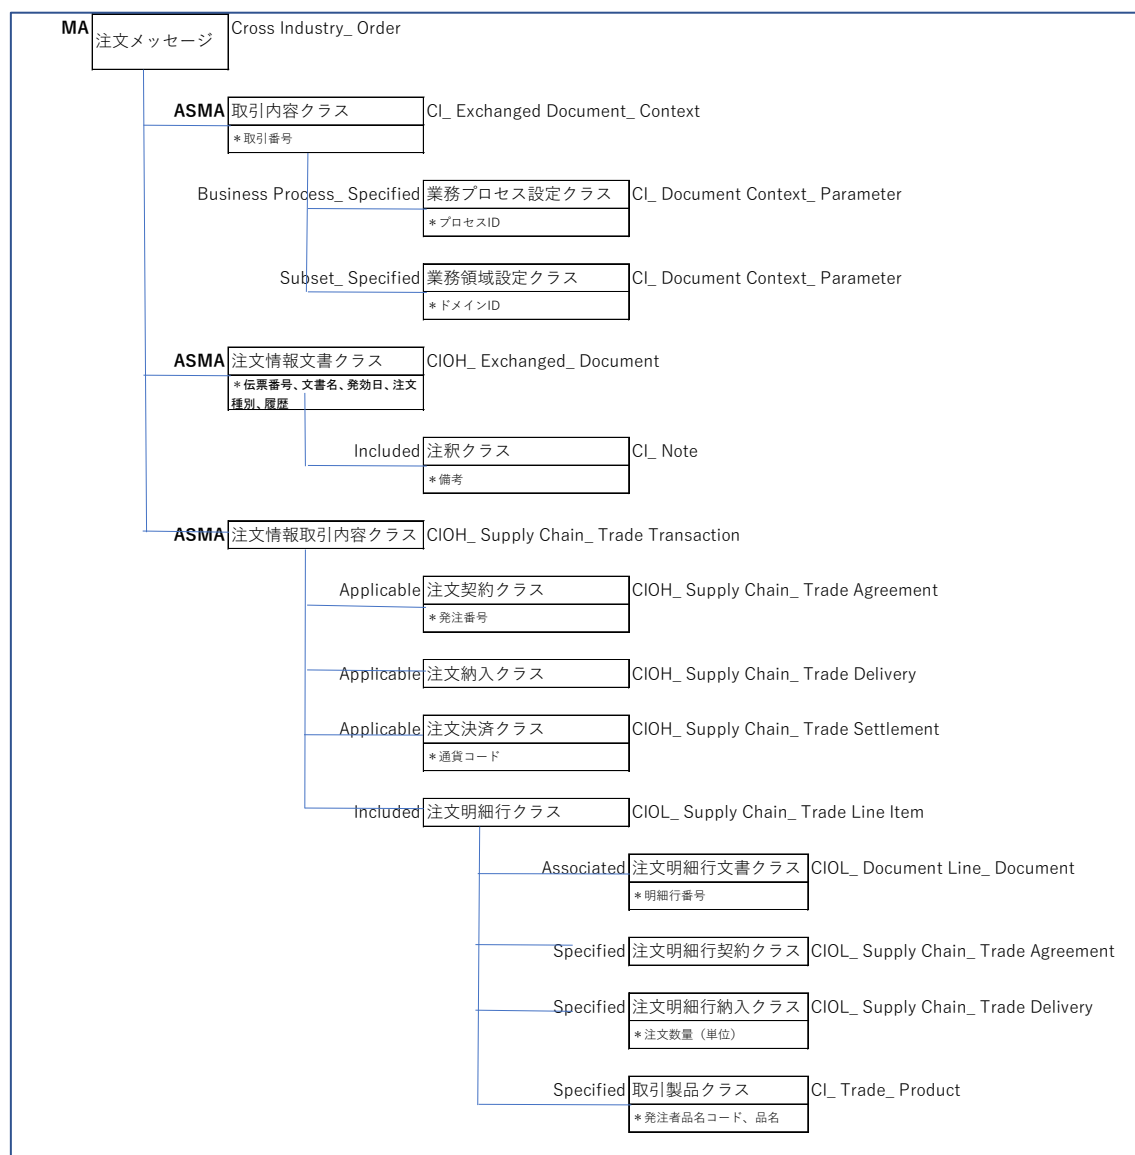 MA 注文メッセージ Cross Industry_ Order
ASMA 取引内容クラス CI_ Exchanged Document_ Context
＊取引番号
Business Process_ Specified 業務プロセス設定クラス CI_ Document Context_ Parameter
＊プロセスID
Subset_ Specified 業務領域設定クラス CI_ Document Context_ Parameter
＊ドメインID
ASMA 注文情報文書クラス CIOH_ Exchanged_ Document
＊伝票番号、文書名、発効日、注文
種別、履歴
Included 注釈クラス CI_ Note
＊備考
ASMA 注文情報取引内容クラス CIOH_ Supply Chain_ Trade Transaction
Applicable 注文契約クラス CIOH_ Supply Chain_ Trade Agreement
＊発注番号
Applicable 注文納入クラス CIOH_ Supply Chain_ Trade Delivery
Applicable 注文決済クラス CIOH_ Supply Chain_ Trade Settlement
＊通貨コード
Included 注文明細行クラス CIOL_ Supply Chain_ Trade Line Item
Associated 注文明細行文書クラス CIOL_ Document Line_ Document
＊明細行番号
Specified 注文明細行契約クラス CIOL_ Supply Chain_ Trade Agreement
Specified 注文明細行納入クラス CIOL_ Supply Chain_ Trade Delivery
＊注文数量（単位）
Specified 取引製品クラス CI_ Trade_ Product
＊発注者品名コード、品名